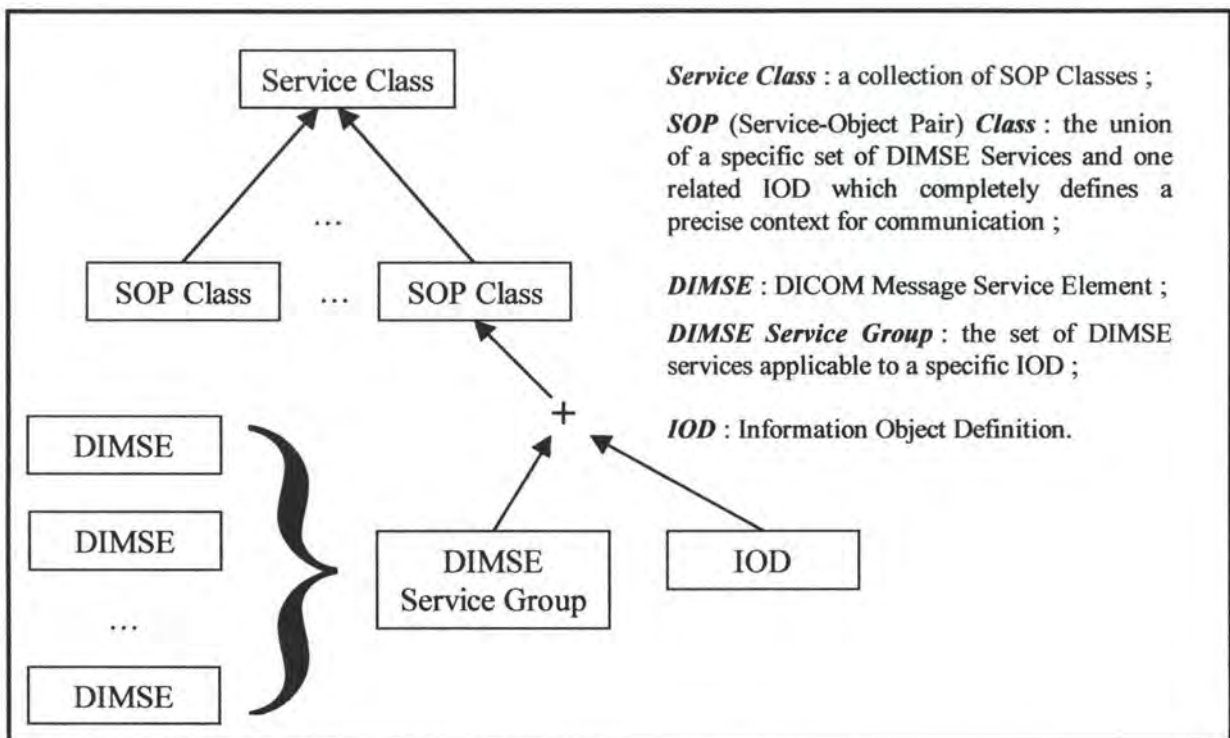 Service Class
...
SOP Class ... SOP Class
+
DIMSE
DIMSE
...
DIMSE
DIMSE
Service Group
IOD
Service Class : a collection of SOP Classes ;
SOP (Service-Object Pair) Class : the union
of a specific set of DIMSE Services and one
related IOD which completely defines a
precise context for communication ;
DIMSE : DICOM Message Service Element ;
DIMSE Service Group : the set of DIMSE
services applicable to a specific IOD ;
IOD : Information Object Definition.